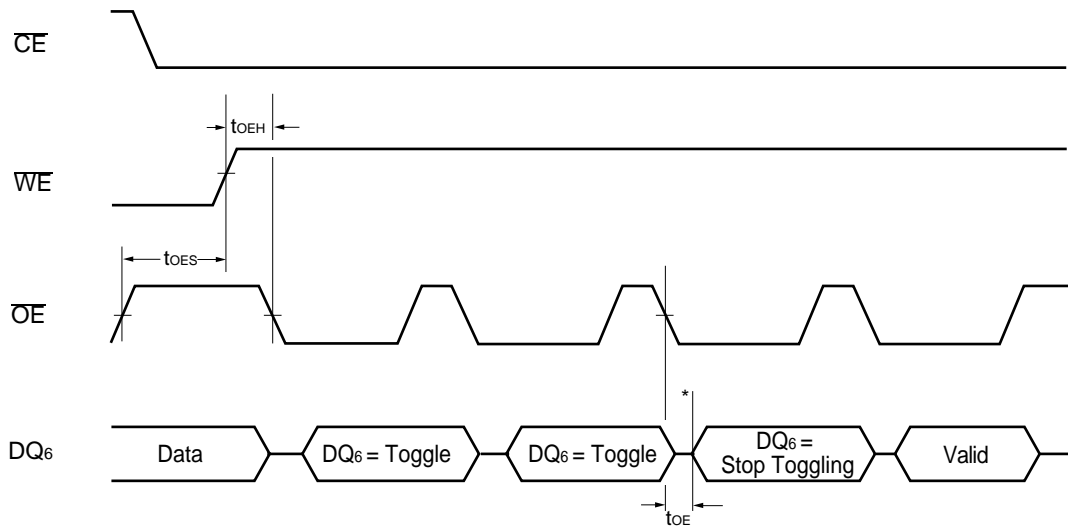 CE
tOEH
WE
tOES
OE
*
DQ6
Data
DQ6 = Toggle
DQ6 = Toggle
DQ6 =
Stop Toggling
Valid
tOE